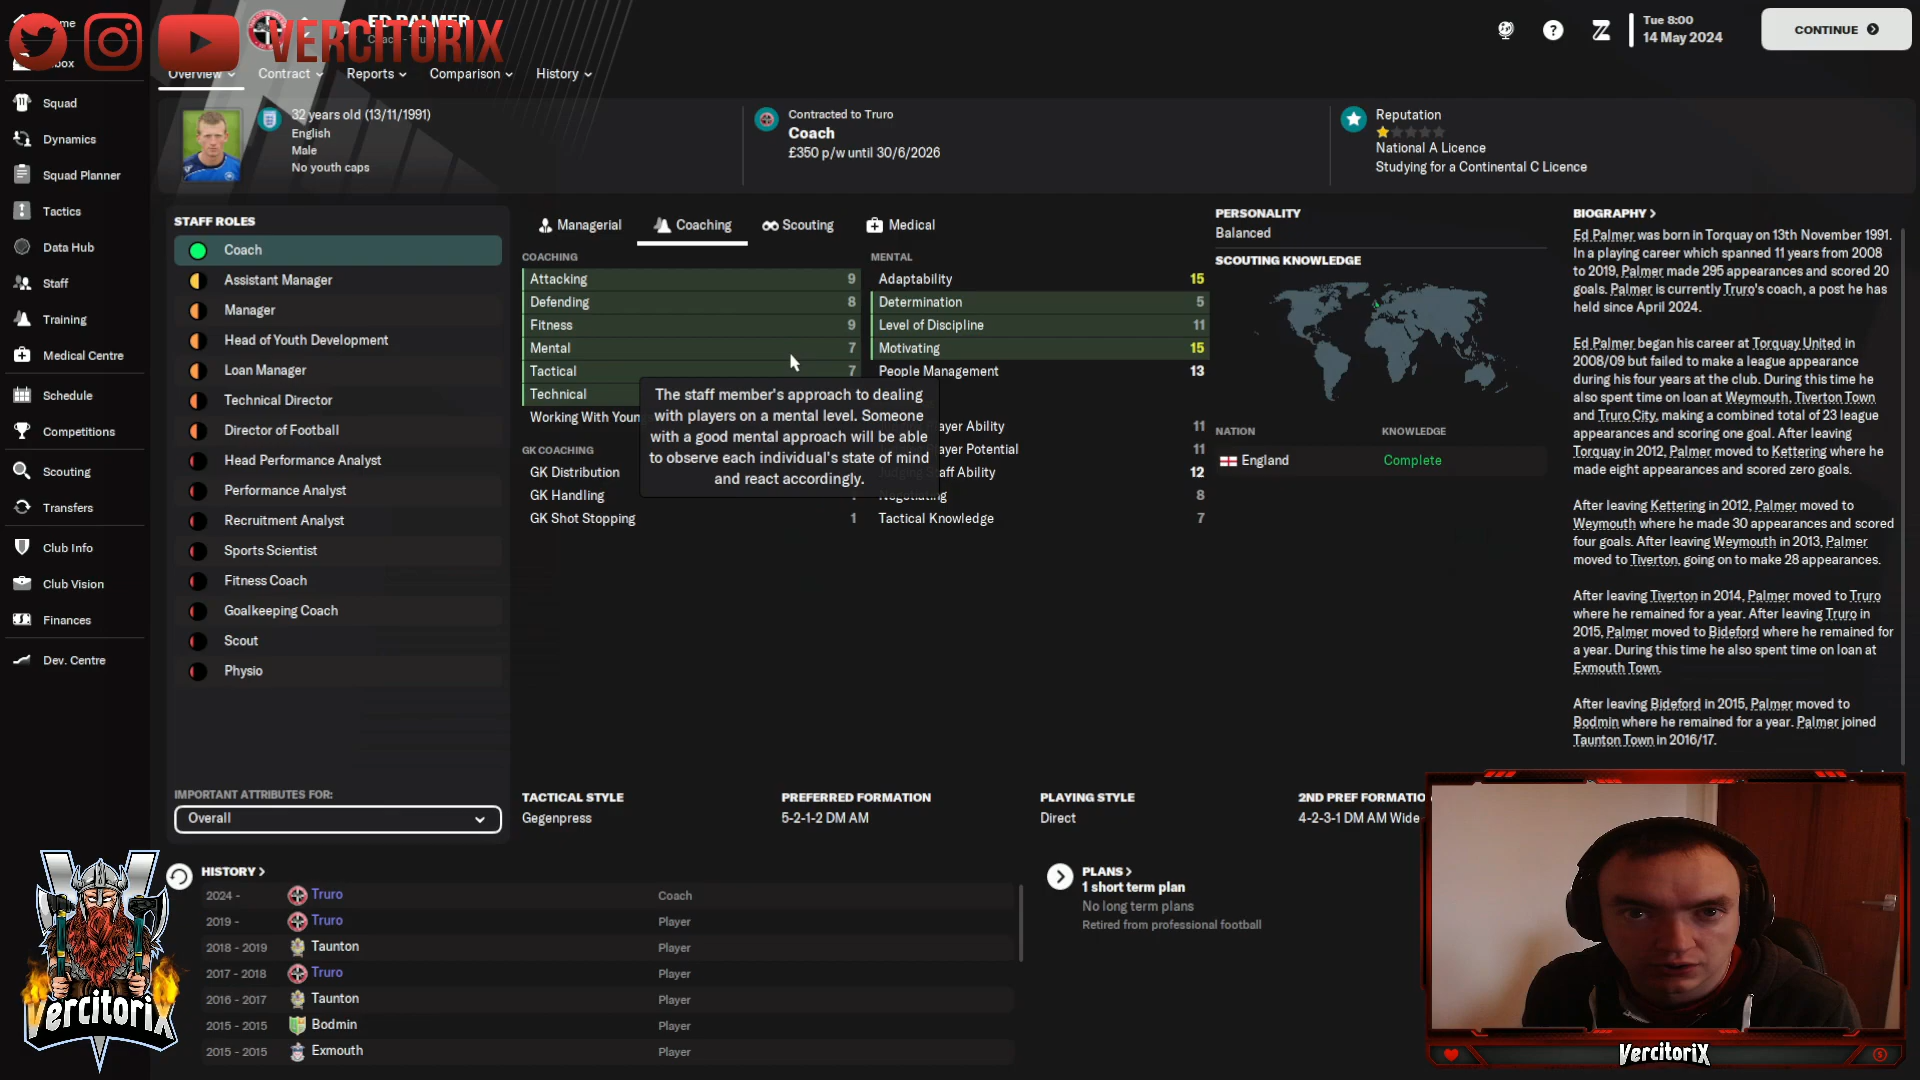 VERCITORIX
ED PALMER
Coach - Truro
Tue 8:00
14 May 2024
CONTINUE
Overview
Contract
Reports
Comparison
History
Squad
Dynamics
Squad Planner
Tactics
Data Hub
Staff
Training
Medical Centre
Schedule
Competitions
Scouting
Transfers
Club Info
Club Vision
Finances
Dev. Centre
32 years old (13/11/1991)
English
Male
No youth caps
Contracted to Truro
Coach
£350 p/w until 30/6/2026
Reputation
National A Licence
Studying for a Continental C Licence
STAFF ROLES
Coach
Assistant Manager
Manager
Head of Youth Development
Loan Manager
Technical Director
Director of Football
Head Performance Analyst
Performance Analyst
Recruitment Analyst
Sports Scientist
Fitness Coach
Goalkeeping Coach
Scout
Physio
IMPORTANT ATTRIBUTES FOR:
Overall
Managerial
Coaching
Scouting
Medical
COACHING
Attacking 9
Defending 8
Fitness 9
Mental 7
Tactical 7
Technical
Working With Youn
GK COACHING
GK Distribution
GK Handling
GK Shot Stopping 1
The staff member's approach to dealing
with players on a mental level. Someone
with a good mental approach will be able
to observe each individual's state of mind
and react accordingly.
MENTAL
Adaptability 15
Determination 5
Level of Discipline 11
Motivating 15
People Management 13
ayer Ability 11
ayer Potential 11
Judging Staff Ability 12
Negotiating 8
Tactical Knowledge 7
PERSONALITY
Balanced
SCOUTING KNOWLEDGE
NATION KNOWLEDGE
England Complete
BIOGRAPHY >
Ed Palmer was born in Torquay on 13th November 1991.
In a playing career which spanned 11 years from 2008
to 2019, Palmer made 295 appearances and scored 20
goals. Palmer is currently Truro's coach, a post he has
held since April 2024.
Ed Palmer began his career at Torquay United in
2008/09 but failed to make a league appearance
during his four years at the club. During this time he
also spent time on loan at Weymouth, Tiverton Town
and Truro City, making a combined total of 23 league
appearances and scoring one goal. After leaving
Torquay in 2012, Palmer moved to Kettering where he
made eight appearances and scored zero goals.
After leaving Kettering in 2012, Palmer moved to
Weymouth where he made 30 appearances and scored
four goals. After leaving Weymouth in 2013, Palmer
moved to Tiverton, going on to make 28 appearances.
After leaving Tiverton in 2014, Palmer moved to Truro
where he remained for a year. After leaving Truro in
2015, Palmer moved to Bideford where he remained for
a year. During this time he also spent time on loan at
Exmouth Town.
After leaving Bideford in 2015, Palmer moved to
Bodmin where he remained for a year. Palmer joined
Taunton Town in 2016/17.
TACTICAL STYLE
Gegenpress
PREFERRED FORMATION
5-2-1-2 DM AM
PLAYING STYLE
Direct
2ND PREF FORMATIO
4-2-3-1 DM AM Wide
HISTORY >
2024 - Truro Coach
2019 - Truro Player
2018 - 2019 Taunton Player
2017 - 2018 Truro Player
2016 - 2017 Taunton Player
2015 - 2015 Bodmin Player
2015 - 2015 Exmouth Player
PLANS >
1 short term plan
No long term plans
Retired from professional football
VercitoriX
VercitoriX